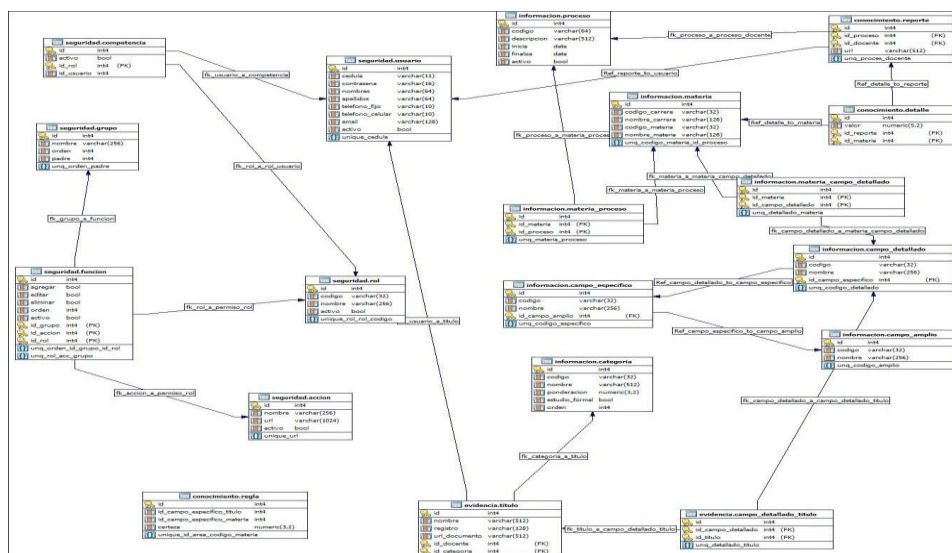 seguridad.competencia
id int4
activo bool
id_rol int4 (FK)
id_usuario int4
fk_usuario_a_competencia
seguridad.usuario
id int4
cedula varchar(11)
contrasena varchar(16)
nombres varchar(64)
apellidos varchar(64)
telefono_fijo varchar(10)
telefono_celular varchar(10)
email varchar(128)
activo bool
unique_cedula
informacion.proceso
id int4
codigo varchar(64)
descripcion varchar(512)
inicia date
finaliza date
activo bool
fk_proceso_a_proceso_docente
conocimiento.reporte
id int4
id_proceso int4 (FK)
id_docente int4 (FK)
url varchar(512)
unq_proces_docente
Ref_reporte_to_usuario
Ref_detalle_to_reporte
informacion.materia
id int4
codigo_carrera varchar(32)
nombre_carrera varchar(128)
codigo_materia varchar(32)
nombre_materia varchar(128)
unq_codigo_materia_id_proceso
Ref_detalle_to_materia
conocimiento.detalle
id int4
valor numeric(5,2)
id_reporte int4 (FK)
id_materia int4 (FK)
seguridad.grupo
id int4
nombre varchar(256)
orden int4
padre int4
unq_orden_padre
fk_proceso_a_materia_proces
fk_materia_a_materia_campo_detallado
fk_materia_a_materia_proceso
fk_rol_a_rol_usuario
informacion.materia_campo_detallado
id int4
id_materia int4 (FK)
id_campo_detallado int4 (FK)
unq_detallado_materia
informacion.materia_proceso
id int4
id_materia int4 (FK)
id_proceso int4 (FK)
unq_materia_proceso
fk_grupo_a_funcion
fk_campo_detallado_a_materia_campo_detallado
informacion.campo_detallado
id int4
codigo varchar(32)
nombre varchar(256)
id_campo_especifico int4 (FK)
unq_codigo_detallado
seguridad.funcion
id int4
agregar bool
editar bool
eliminar bool
orden int4
activo bool
id_grupo int4 (FK)
id_accion int4 (FK)
id_rol int4 (FK)
unq_orden_id_grupo_id_rol
unq_rol_acc_grupo
fk_rol_a_permiso_rol
seguridad.rol
id int4
codigo varchar(32)
nombre varchar(256)
activo bool
unique_rol_rol_codigo
_usuario_a_titulo
informacion.campo_especifico
id int4
codigo varchar(32)
nombre varchar(256)
id_campo_amplio int4 (FK)
unq_codigo_especifico
Ref_campo_detallado_to_campo_especifico
Ref_campo_especifico_to_campo_amplio
informacion.campo_amplio
id int4
codigo varchar(32)
nombre varchar(256)
unq_codigo_amplio
fk_accion_a_permiso_rol
seguridad.accion
id int4
nombre varchar(256)
url varchar(1024)
activo bool
unique_url
informacion.categoria
id int4
codigo varchar(32)
nombre varchar(512)
ponderacion numeric(3,2)
estudio_formal bool
orden int4
fk_campo_detallado_a_campo_detallado_titulo
fk_categoria_a_titulo
conocimiento.regla
id int4
id_campo_especifico_titulo int4
id_campo_especifico_materia int4
certeza numeric(3,2)
unique_id_area_codigo_materia
evidencia.titulo
id int4
nombre varchar(512)
registro varchar(128)
url_documento varchar(512)
id_docente int4 (FK)
id_categoria int4 (FK)
fk_titulo_a_campo_detallado_titulo
evidencia.campo_detallado_titulo
id int4
id_campo_detallado int4 (FK)
id_titulo int4 (FK)
unq_detallado_titulo